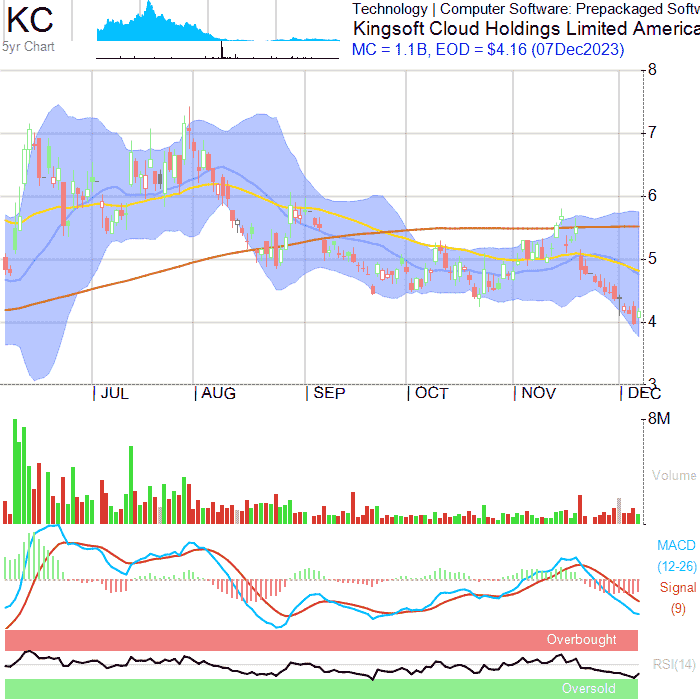 KC
5yr Chart
Technology | Computer Software: Prepackaged Softw
Kingsoft Cloud Holdings Limited America
MC = 1.1B, EOD = $4.16 (07Dec2023)
8
7
6
5
4
3
JUL AUG SEP OCT NOV DEC
8M
Volume
MACD
(12-26)
Signal
(9)
Overbought
RSI(14)
Oversold